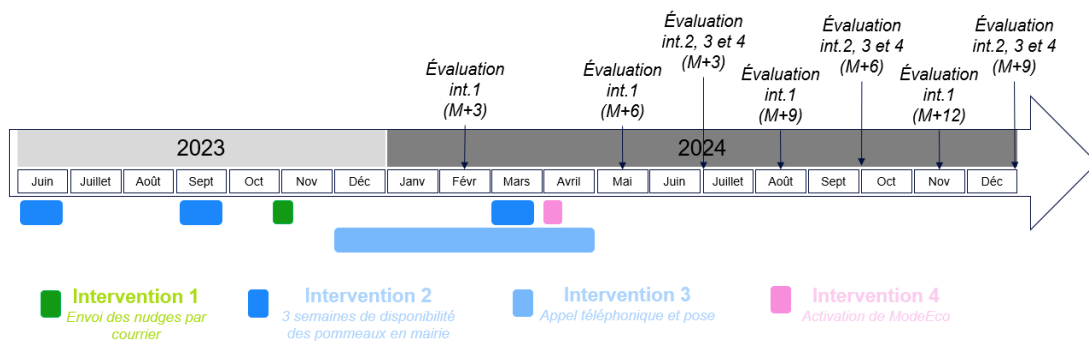 Évaluation
int.1
(M+3)
Évaluation
int.1
(M+6)
Évaluation
int.2, 3 et 4
(M+3)
Évaluation
int.1
(M+9)
Évaluation
int.2, 3 et 4
(M+6)
Évaluation
int.1
(M+12)
Évaluation
int.2, 3 et 4
(M+9)
2023
2024
Juin
Juillet
Août
Sept
Oct
Nov
Déc
Janv
Févr
Mars
Avril
Mai
Juin
Juillet
Août
Sept
Oct
Nov
Déc
Intervention 1
Envoi des nudges par
courrier
Intervention 2
3 semaines de disponibilité
des pommeaux en mairie
Intervention 3
Appel téléphonique et pose
Intervention 4
Activation de ModeEco